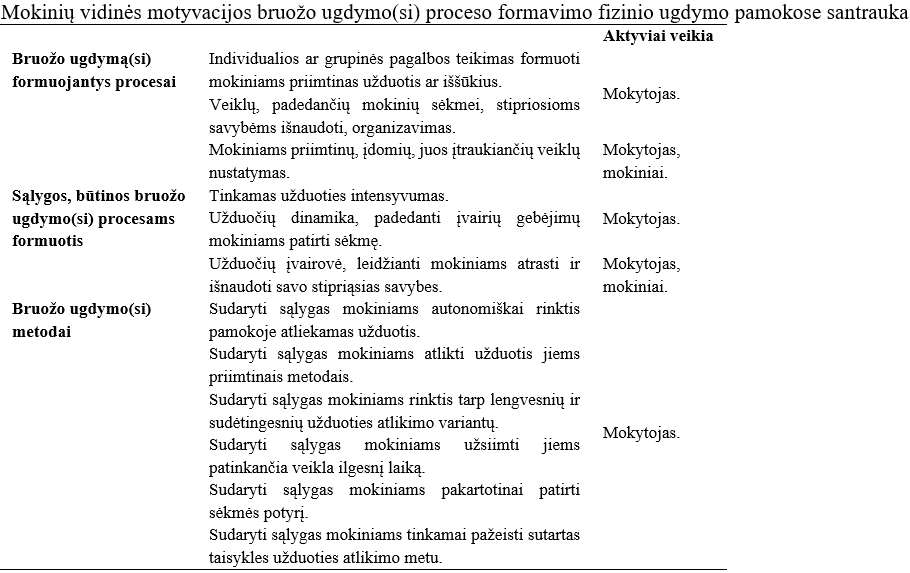 Mokinių vidinės motyvacijos bruožo ugdymo(si) proceso formavimo fizinio ugdymo pamokose santrauka
Aktyviai veikia
Bruožo ugdymą(si)
formuojantys procesai
Individualios ar grupinės pagalbos teikimas formuoti
mokiniams priimtinas užduotis ar iššūkius.
Veiklų, padedančių mokinių sėkmei, stipriosioms
savybėms išnaudoti, organizavimas.
Mokytojas.
Mokiniams priimtinų, įdomių, juos įtraukiančių veiklų
nustatymas.
Mokytojas,
mokiniai.
Sąlygos, būtinos bruožo
ugdymo(si) procesams
formuotis
Tinkamas užduoties intensyvumas.
Užduočių dinamika, padedanti įvairių gebėjimų
mokiniams patirti sėkmę.
Mokytojas.
Užduočių įvairovė, leidžianti mokiniams atrasti ir
išnaudoti savo stipriąsias savybes.
Mokytojas,
mokiniai.
Bruožo ugdymo(si)
metodai
Sudaryti sąlygas mokiniams autonomiškai rinktis
pamokoje atliekamas užduotis.
Sudaryti sąlygas mokiniams atlikti užduotis jiems
priimtinais metodais.
Sudaryti sąlygas mokiniams rinktis tarp lengvesnių ir
sudėtingesnių užduoties atlikimo variantų.
Sudaryti sąlygas mokiniams užsiimti jiems
patinkančia veikla ilgesnį laiką.
Sudaryti sąlygas mokiniams pakartotinai patirti
sėkmės potyrį.
Sudaryti sąlygas mokiniams tinkamai pažeisti sutartas
taisykles užduoties atlikimo metu.
Mokytojas.